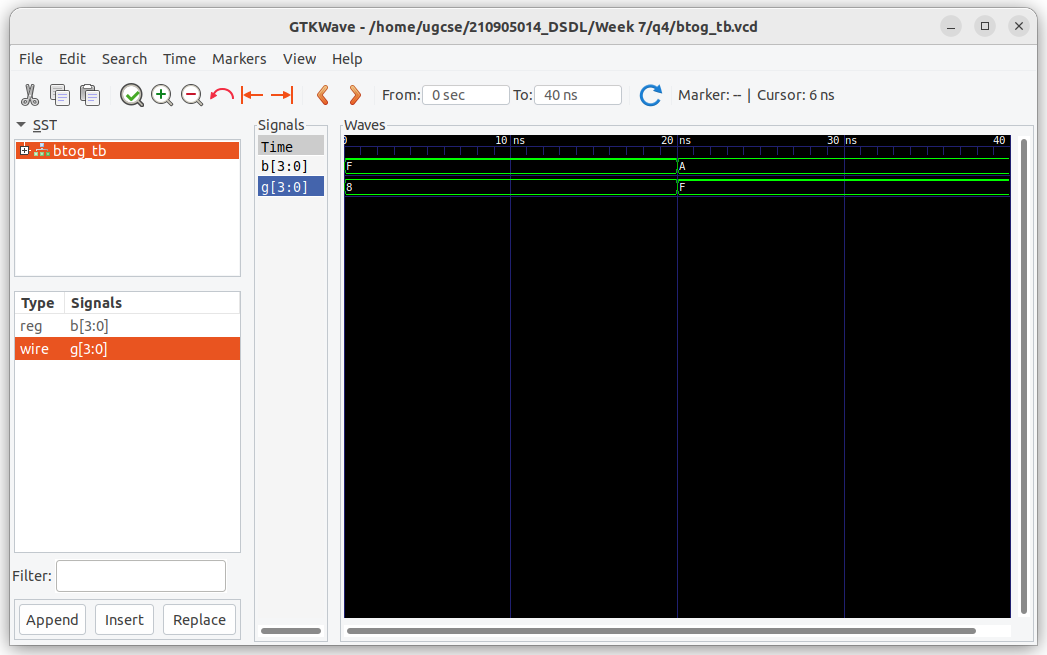 GTKWave - /home/ugcse/210905014_DSDL/Week 7/q4/btog_tb.vcd
File Edit Search Time Markers View Help
From: 0 sec To: 40 ns Marker: -- | Cursor: 6 ns
SST
btog_tb
Type Signals
reg b[3:0]
wire g[3:0]
Filter:
Append Insert Replace
Signals
Time
b[3:0]
g[3:0]
Waves
0 10 ns 20 ns 30 ns 40
F A
8 F